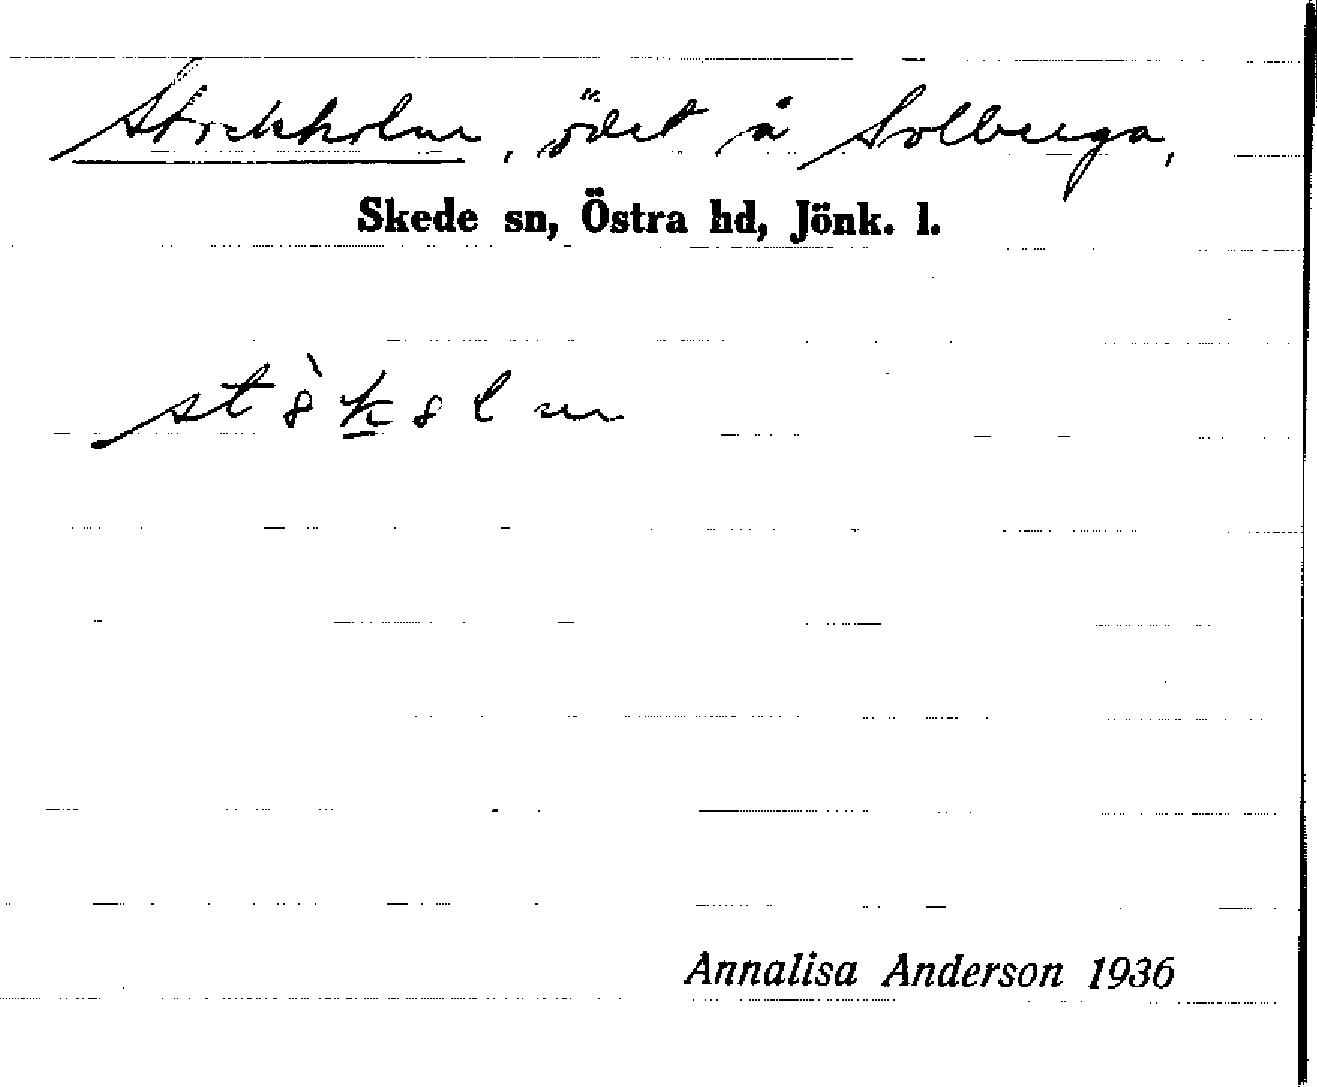 Stockholm, ödet å Solberga,
Skede sn, Östra hd, Jönk. l.
Annalisa Anderson 1936